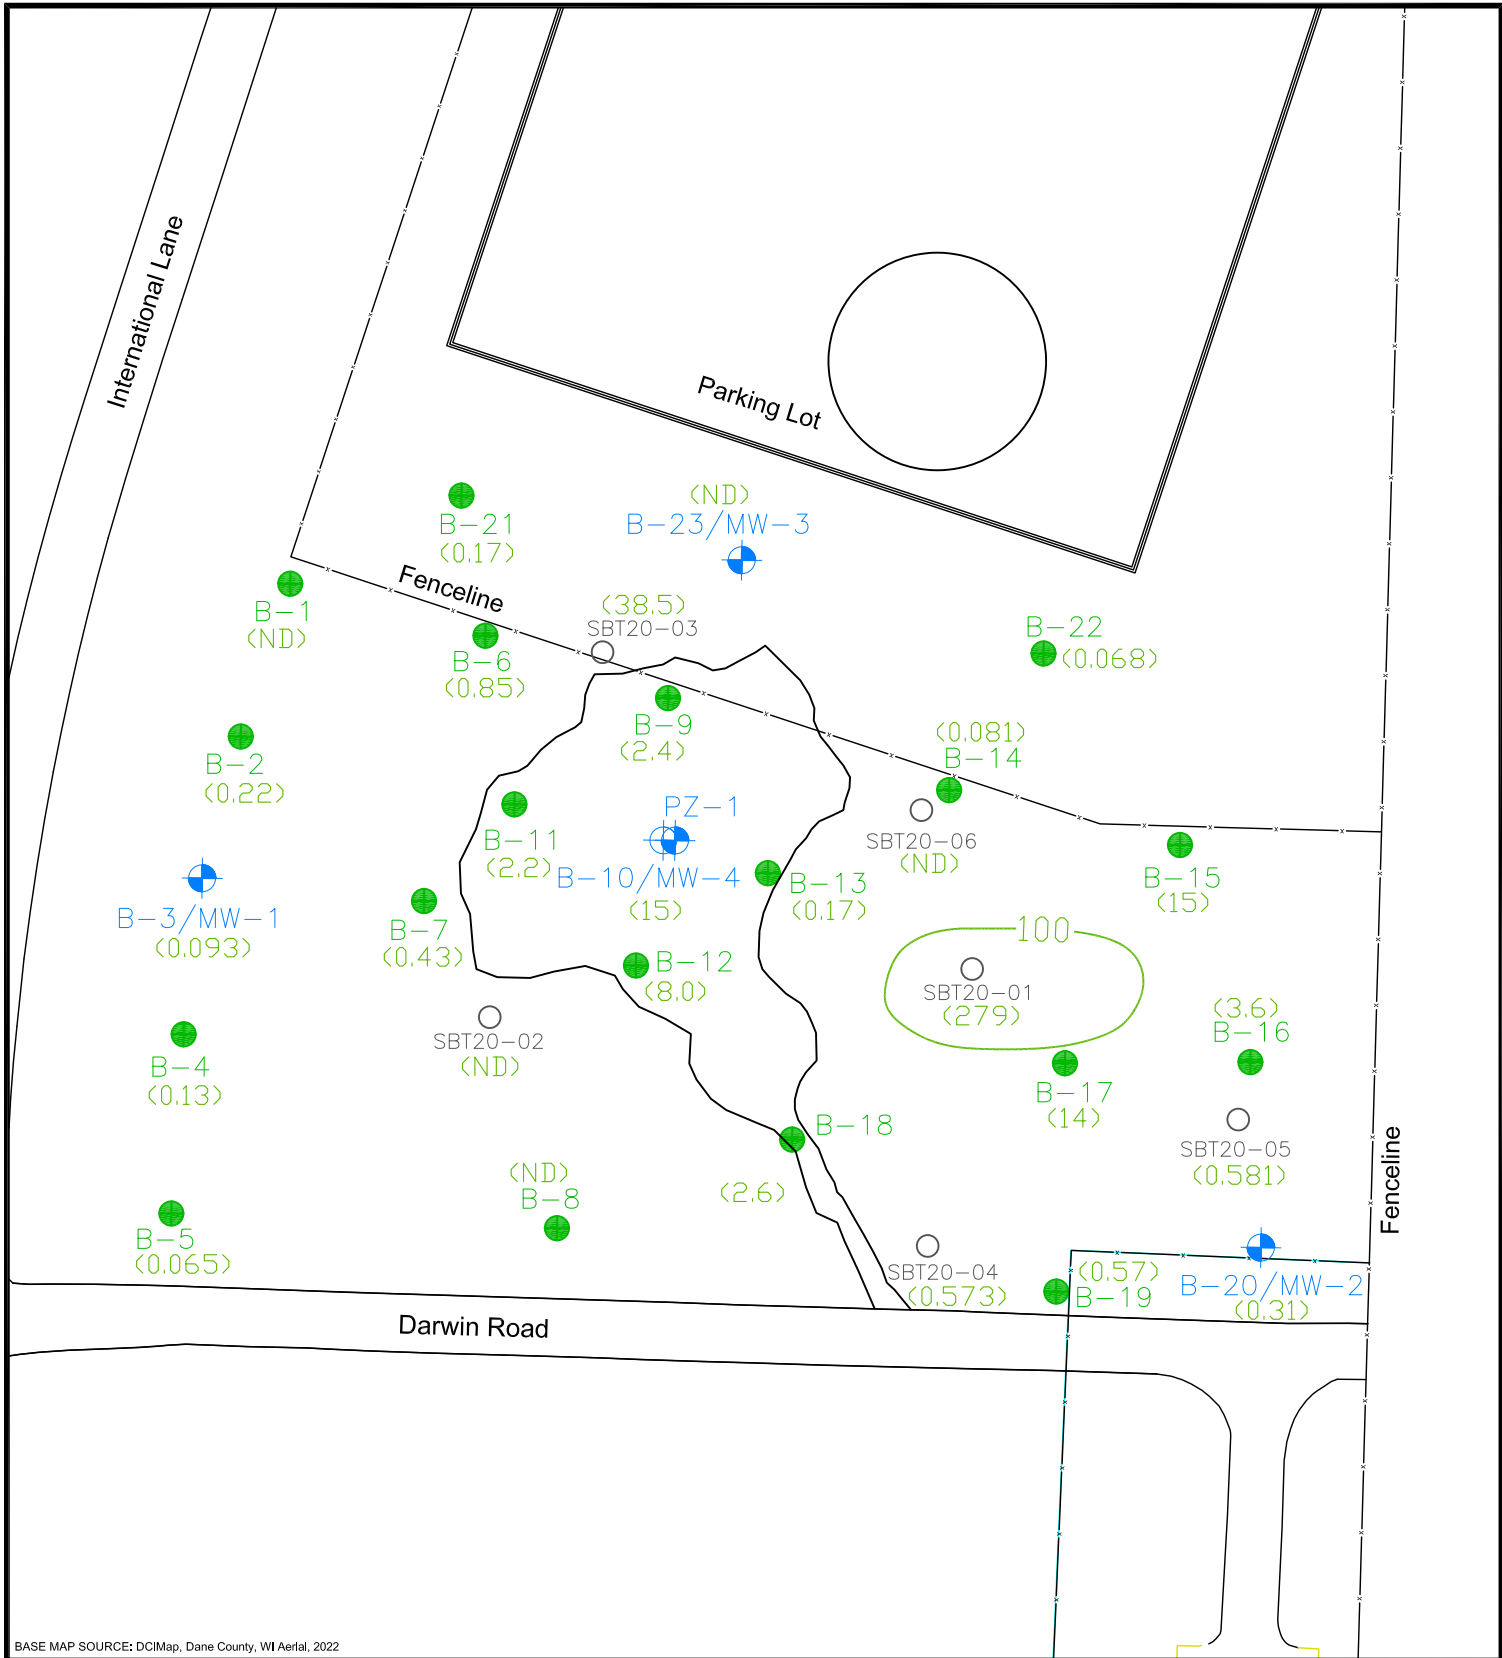 International Lane
Parking Lot
(ND)
B-23/MW-3
B-21
(0.17)
Fenceline
B-1
(ND)
(38.5)
SBT20-03
B-6
(0.85)
B-22
(0.068)
B-9
(2.4)
(0.081)
B-14
B-2
(0.22)
PZ-1
B-11
(2.2)
B-10/MW-4
(15)
SBT20-06
(ND)
B-13
(0.17)
B-15
(15)
B-3/MW-1
(0.093)
B-7
(0.43)
B-12
(8.0)
100
SBT20-01
(279)
(3.6)
B-16
SBT20-02
(ND)
B-4
(0.13)
B-17
(14)
B-18
(2.6)
SBT20-05
(0.581)
Fenceline
(ND)
B-8
B-5
(0.065)
SBT20-04
(0.573)
(0.57)
B-19
B-20/MW-2
(0.31)
Darwin Road
BASE MAP SOURCE: DCIMap, Dane County, WI Aerial, 2022